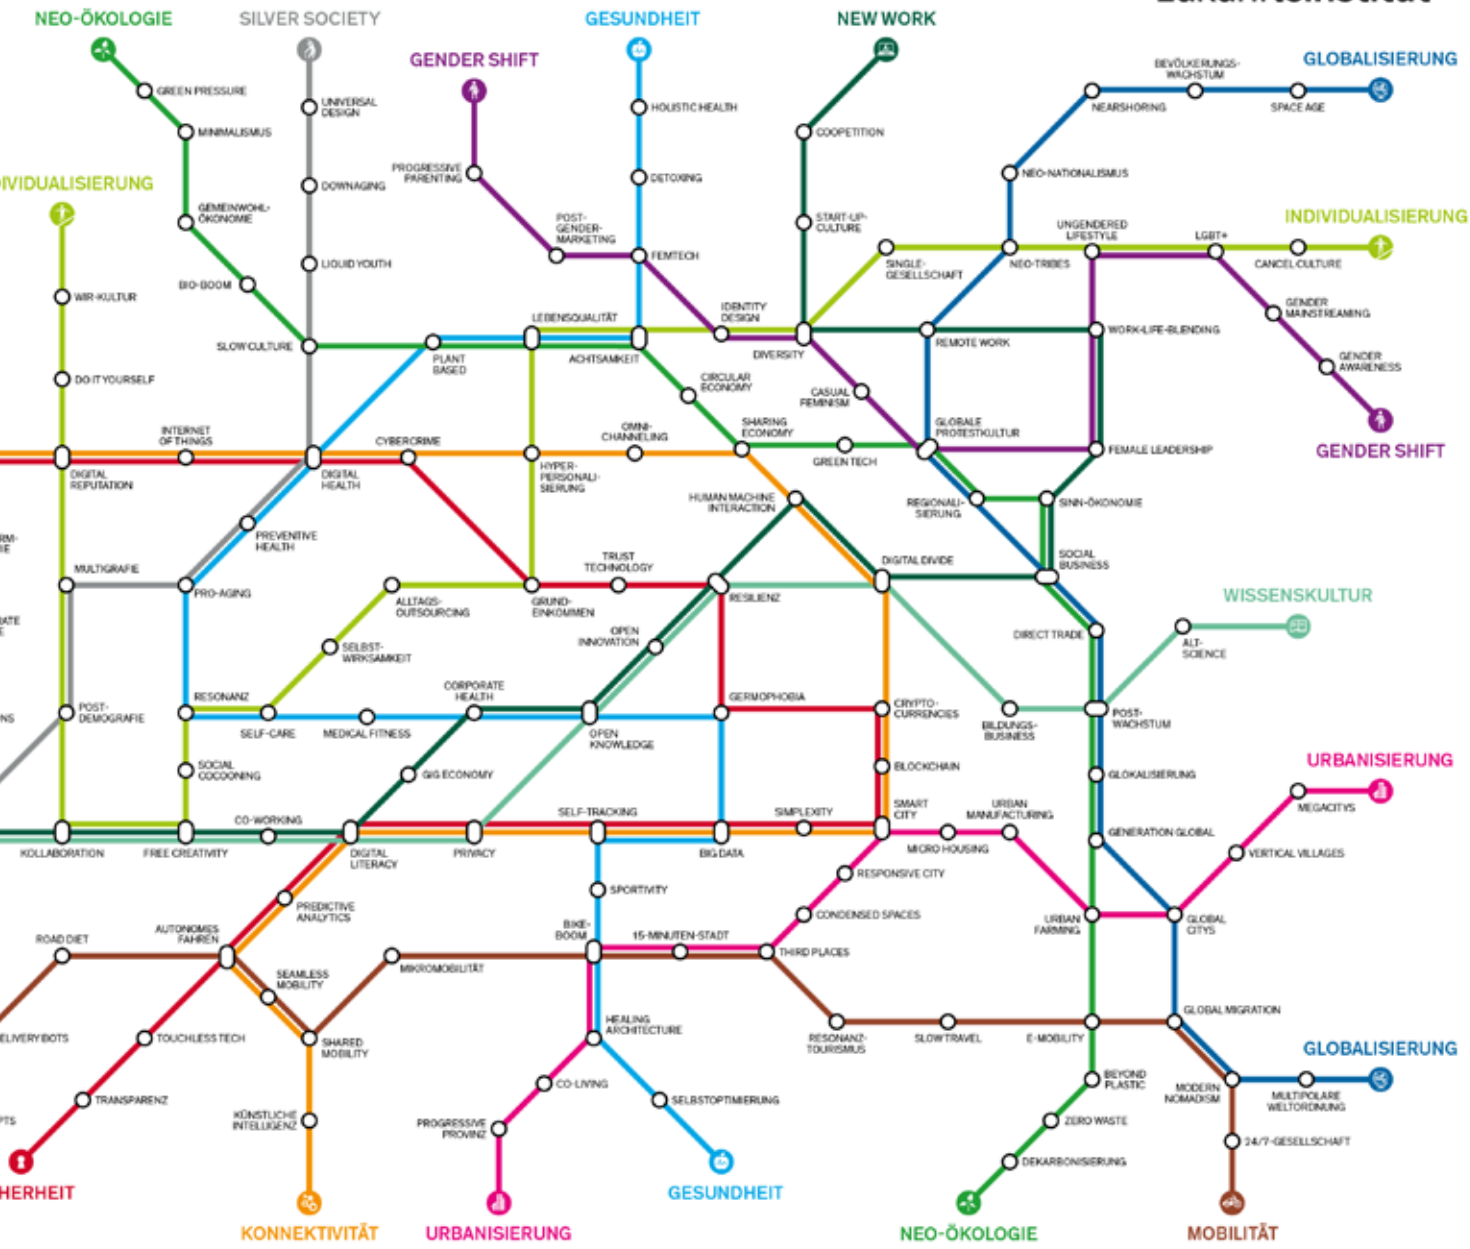 NEO-ÖKOLOGIE
SILVER SOCIETY
GESUNDHEIT
NEW WORK
GENDER SHIFT
GLOBALISIERUNG
BEVÖLKERUNGS-
WACHSTUM
GREEN PRESSURE
UNIVERSAL
DESIGN
HOLISTIC HEALTH
NEARSHORING
SPACE AGE
MINIMALISMUS
COOPETITION
PROGRESSIVE
PARENTING
DETOXING
NEO-NATIONALISMUS
IVIDUALISIERUNG
DOWNAGING
GEMEINWOHL-
ÖKONOMIE
POST-
GENDER-
MARKETING
START-UP-
CULTURE
UNGENDERED
LIFESTYLE
LGBT+
INDIVIDUALISIERUNG
LIQUID YOUTH
FEMTECH
SINGLE-
GESELLSCHAFT
NEO-TRIBES
CANCEL CULTURE
BIO-BOOM
WIR-KULTUR
GENDER
MAINSTREAMING
LEBENSQUALITÄT
IDENTITY
DESIGN
SLOW CULTURE
PLANT
BASED
ACHTSAMKEIT
DIVERSITY
REMOTE WORK
WORK-LIFE-BLENDING
GENDER
AWARENESS
DO IT YOURSELF
CIRCULAR
ECONOMY
CASUAL
FEMINISM
INTERNET
OF THINGS
CYBERCRIME
OMNI-
CHANNELING
SHARING
ECONOMY
GLOBALE
PROTESTKULTUR
GENDER SHIFT
DIGITAL
REPUTATION
DIGITAL
HEALTH
HYPER-
PERSONALI-
SIERUNG
GREEN TECH
FEMALE LEADERSHIP
HUMAN MACHINE
INTERACTION
REGIONALI-
SIERUNG
SINN-ÖKONOMIE
PREVENTIVE
HEALTH
MULTIGRAFIE
TRUST
TECHNOLOGY
DIGITAL DIVIDE
SOCIAL
BUSINESS
PRO-AGING
ALLTAGS-
OUTSOURCING
GRUND-
EINKOMMEN
RESILIENZ
WISSENSKULTUR
OPEN
INNOVATION
DIRECT TRADE
ALT-
SCIENCE
SELBST-
WIRKSAMKEIT
RESONANZ
CORPORATE
HEALTH
GERMOPHOBIA
POST-
DEMOGRAFIE
SELF-CARE
MEDICAL FITNESS
OPEN
KNOWLEDGE
CRYPTO-
CURRENCIES
BILDUNGS-
BUSINESS
POST-
WACHSTUM
SOCIAL
COCOONING
GIG ECONOMY
BLOCKCHAIN
GLOKALISIERUNG
URBANISIERUNG
MEGACITYS
CO-WORKING
SELF-TRACKING
SIMPLEXITY
SMART
CITY
URBAN
MANUFACTURING
GENERATION GLOBAL
KOLLABORATION
FREE CREATIVITY
DIGITAL
LITERACY
PRIVACY
BIG DATA
MICRO HOUSING
VERTICAL VILLAGES
RESPONSIVE CITY
SPORTIVITY
PREDICTIVE
ANALYTICS
CONDENSED SPACES
URBAN
FARMING
GLOBAL
CITYS
ROAD DIET
AUTONOMES
FAHREN
BIKE-
BOOM
15-MINUTEN-STADT
THIRD PLACES
MIKROMOBILITÄT
SEAMLESS
MOBILITY
ELIVERY BOTS
TOUCHLESS TECH
SHARED
MOBILITY
HEALING
ARCHITECTURE
RESONANZ-
TOURISMUS
SLOW TRAVEL
E-MOBILITY
GLOBAL MIGRATION
GLOBALISIERUNG
CO-LIVING
BEYOND
PLASTIC
MODERN
NOMADISM
MULTIPOLARE
WELTORDNUNG
TRANSPARENZ
SELBSTOPTIMIERUNG
KÜNSTLICHE
INTELLIGENZ
PROGRESSIVE
PROVINZ
ZERO WASTE
24/7-GESELLSCHAFT
DEKARBONISIERUNG
HERHEIT
GESUNDHEIT
KONNEKTIVITÄT
URBANISIERUNG
NEO-ÖKOLOGIE
MOBILITÄT